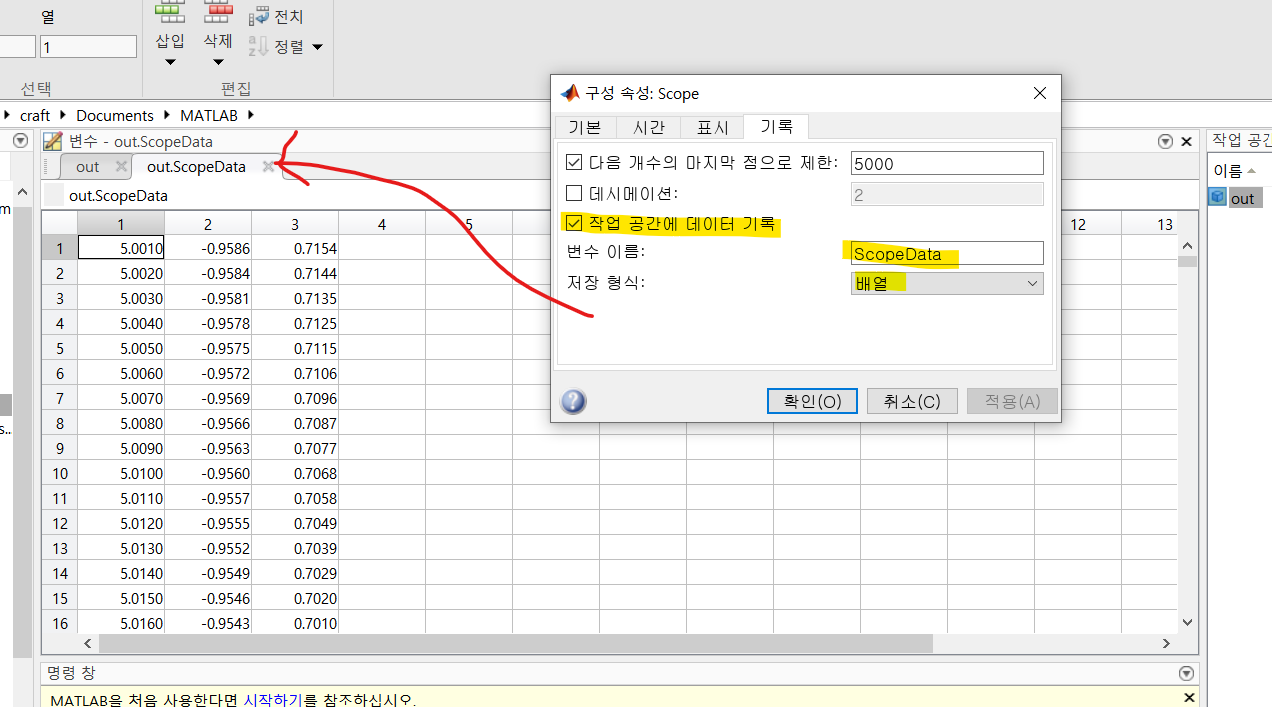 열
1
삽입
삭제
전치
정렬
선택
편집
craft
Documents
MATLAB
변수 - out.ScopeData
out
out.ScopeData
out.ScopeData
1 2 3 4 5 12 13
1 5.0010 -0.9586 0.7154
2 5.0020 -0.9584 0.7144
3 5.0030 -0.9581 0.7135
4 5.0040 -0.9578 0.7125
5 5.0050 -0.9575 0.7115
6 5.0060 -0.9572 0.7106
7 5.0070 -0.9569 0.7096
8 5.0080 -0.9566 0.7087
9 5.0090 -0.9563 0.7077
10 5.0100 -0.9560 0.7068
11 5.0110 -0.9557 0.7058
12 5.0120 -0.9555 0.7049
13 5.0130 -0.9552 0.7039
14 5.0140 -0.9549 0.7029
15 5.0150 -0.9546 0.7020
16 5.0160 -0.9543 0.7010
구성 속성: Scope
기본
시간
표시
기록
다음 개수의 마지막 점으로 제한: 5000
데시메이션: 2
작업 공간에 데이터 기록
변수 이름: ScopeData
저장 형식: 배열
확인(O)
취소(C)
적용(A)
작업 공간
이름
out
명령 창
MATLAB을 처음 사용한다면 시작하기를 참조하십시오.